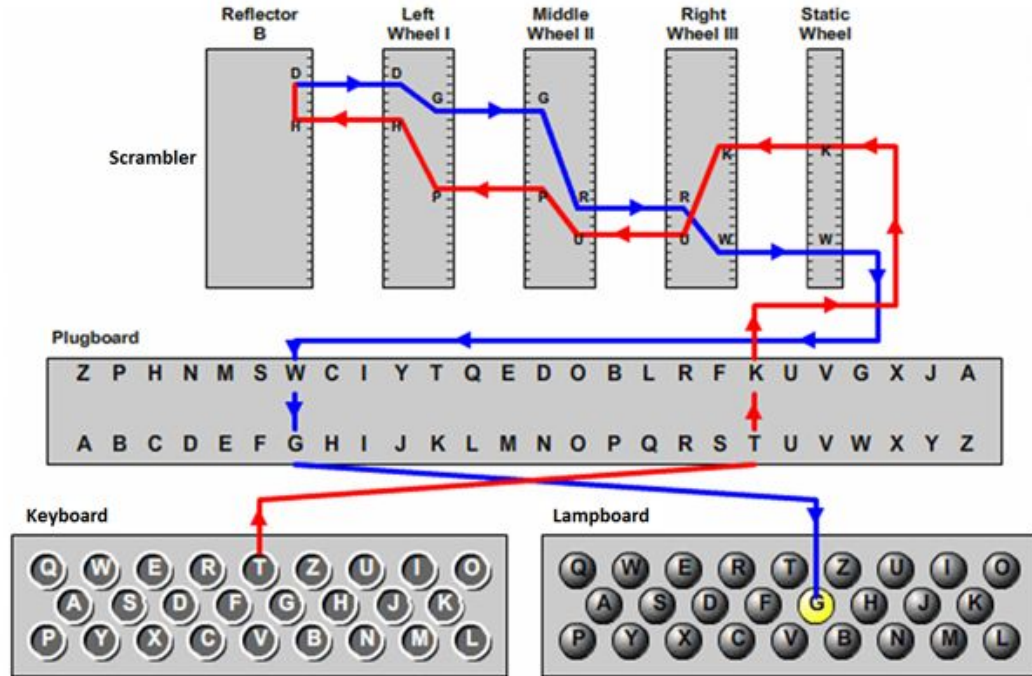 Reflector B
Left Wheel I
Middle Wheel II
Right Wheel III
Static Wheel
D D
G G
H H
Scrambler
K K
P P R R
U U W W
Plugboard
Z P H N M S W C I Y T Q E D O B L R F K U V G X J A
A B C D E F G H I J K L M N O P Q R S T U V W X Y Z
Keyboard
Q W E R T Z U I O
A S D F G H J K
P Y X C V B N M L
Lampboard
Q W E R T Z U I O
A S D F G H J K
P Y X C V B N M L